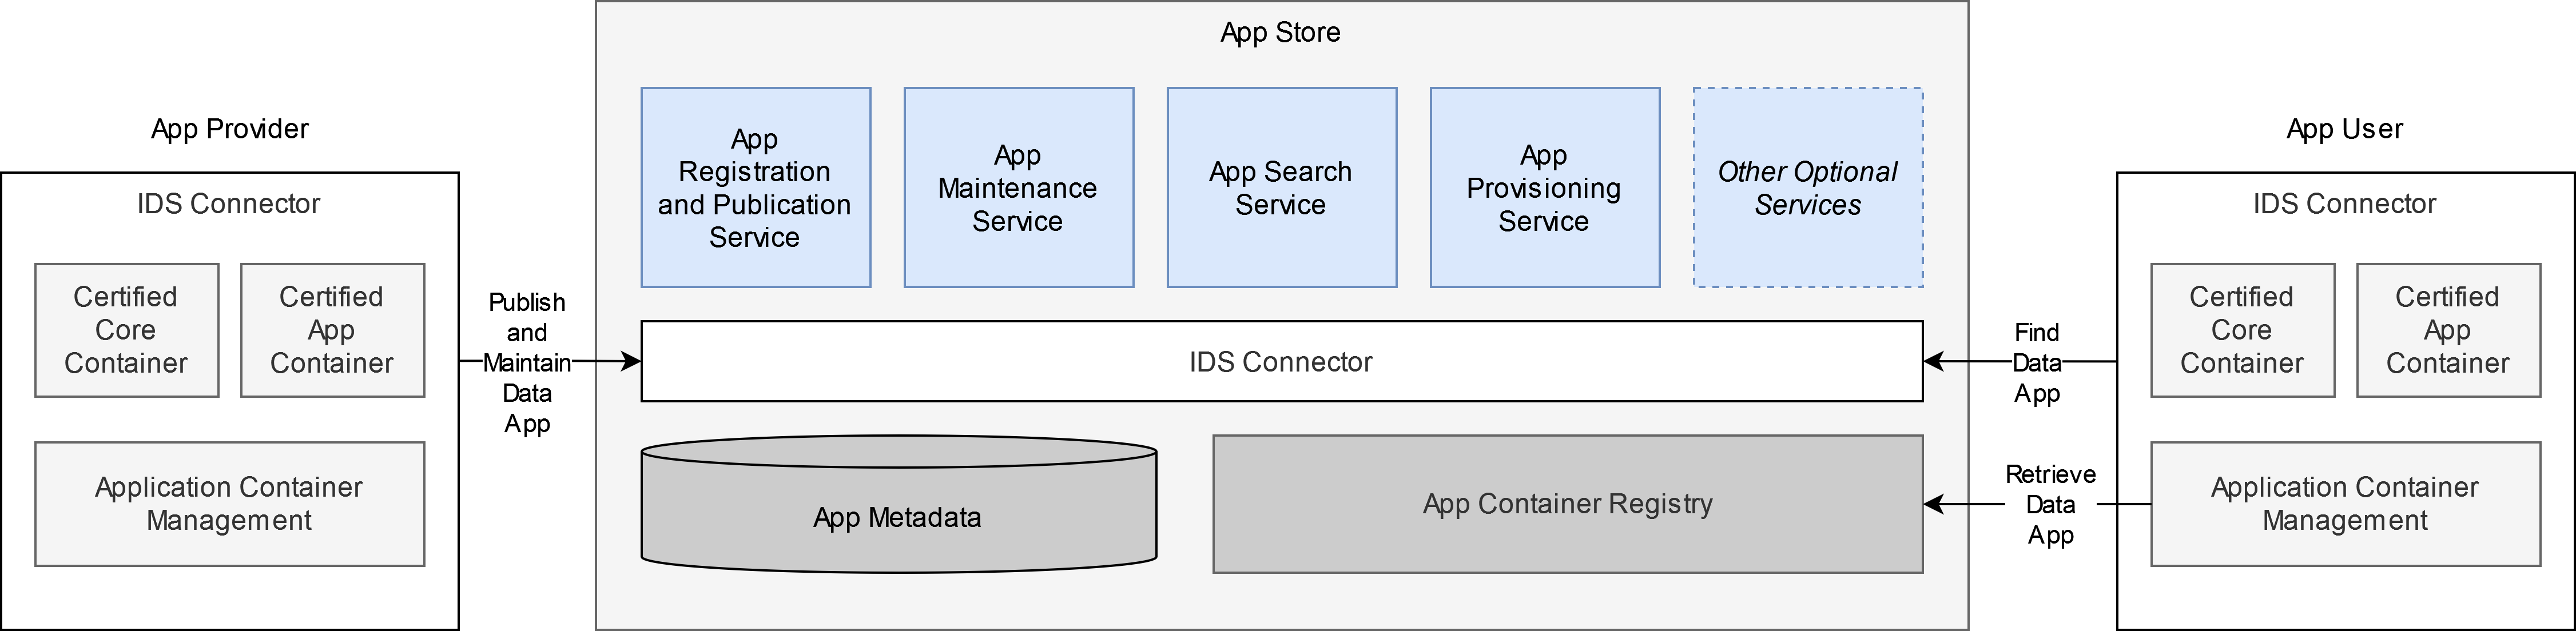 App Store
App Provider
IDS Connector
Certified
Core
Container
Certified
App
Container
Application Container
Management
Publish
and
Maintain
Data
App
App
Registration
and Publication
Service
App
Maintenance
Service
App Search
Service
App
Provisioning
Service
Other Optional
Services
IDS Connector
App Metadata
App Container Registry
Find
Data
App
Retrieve
Data
App
App User
IDS Connector
Certified
Core
Container
Certified
App
Container
Application Container
Management